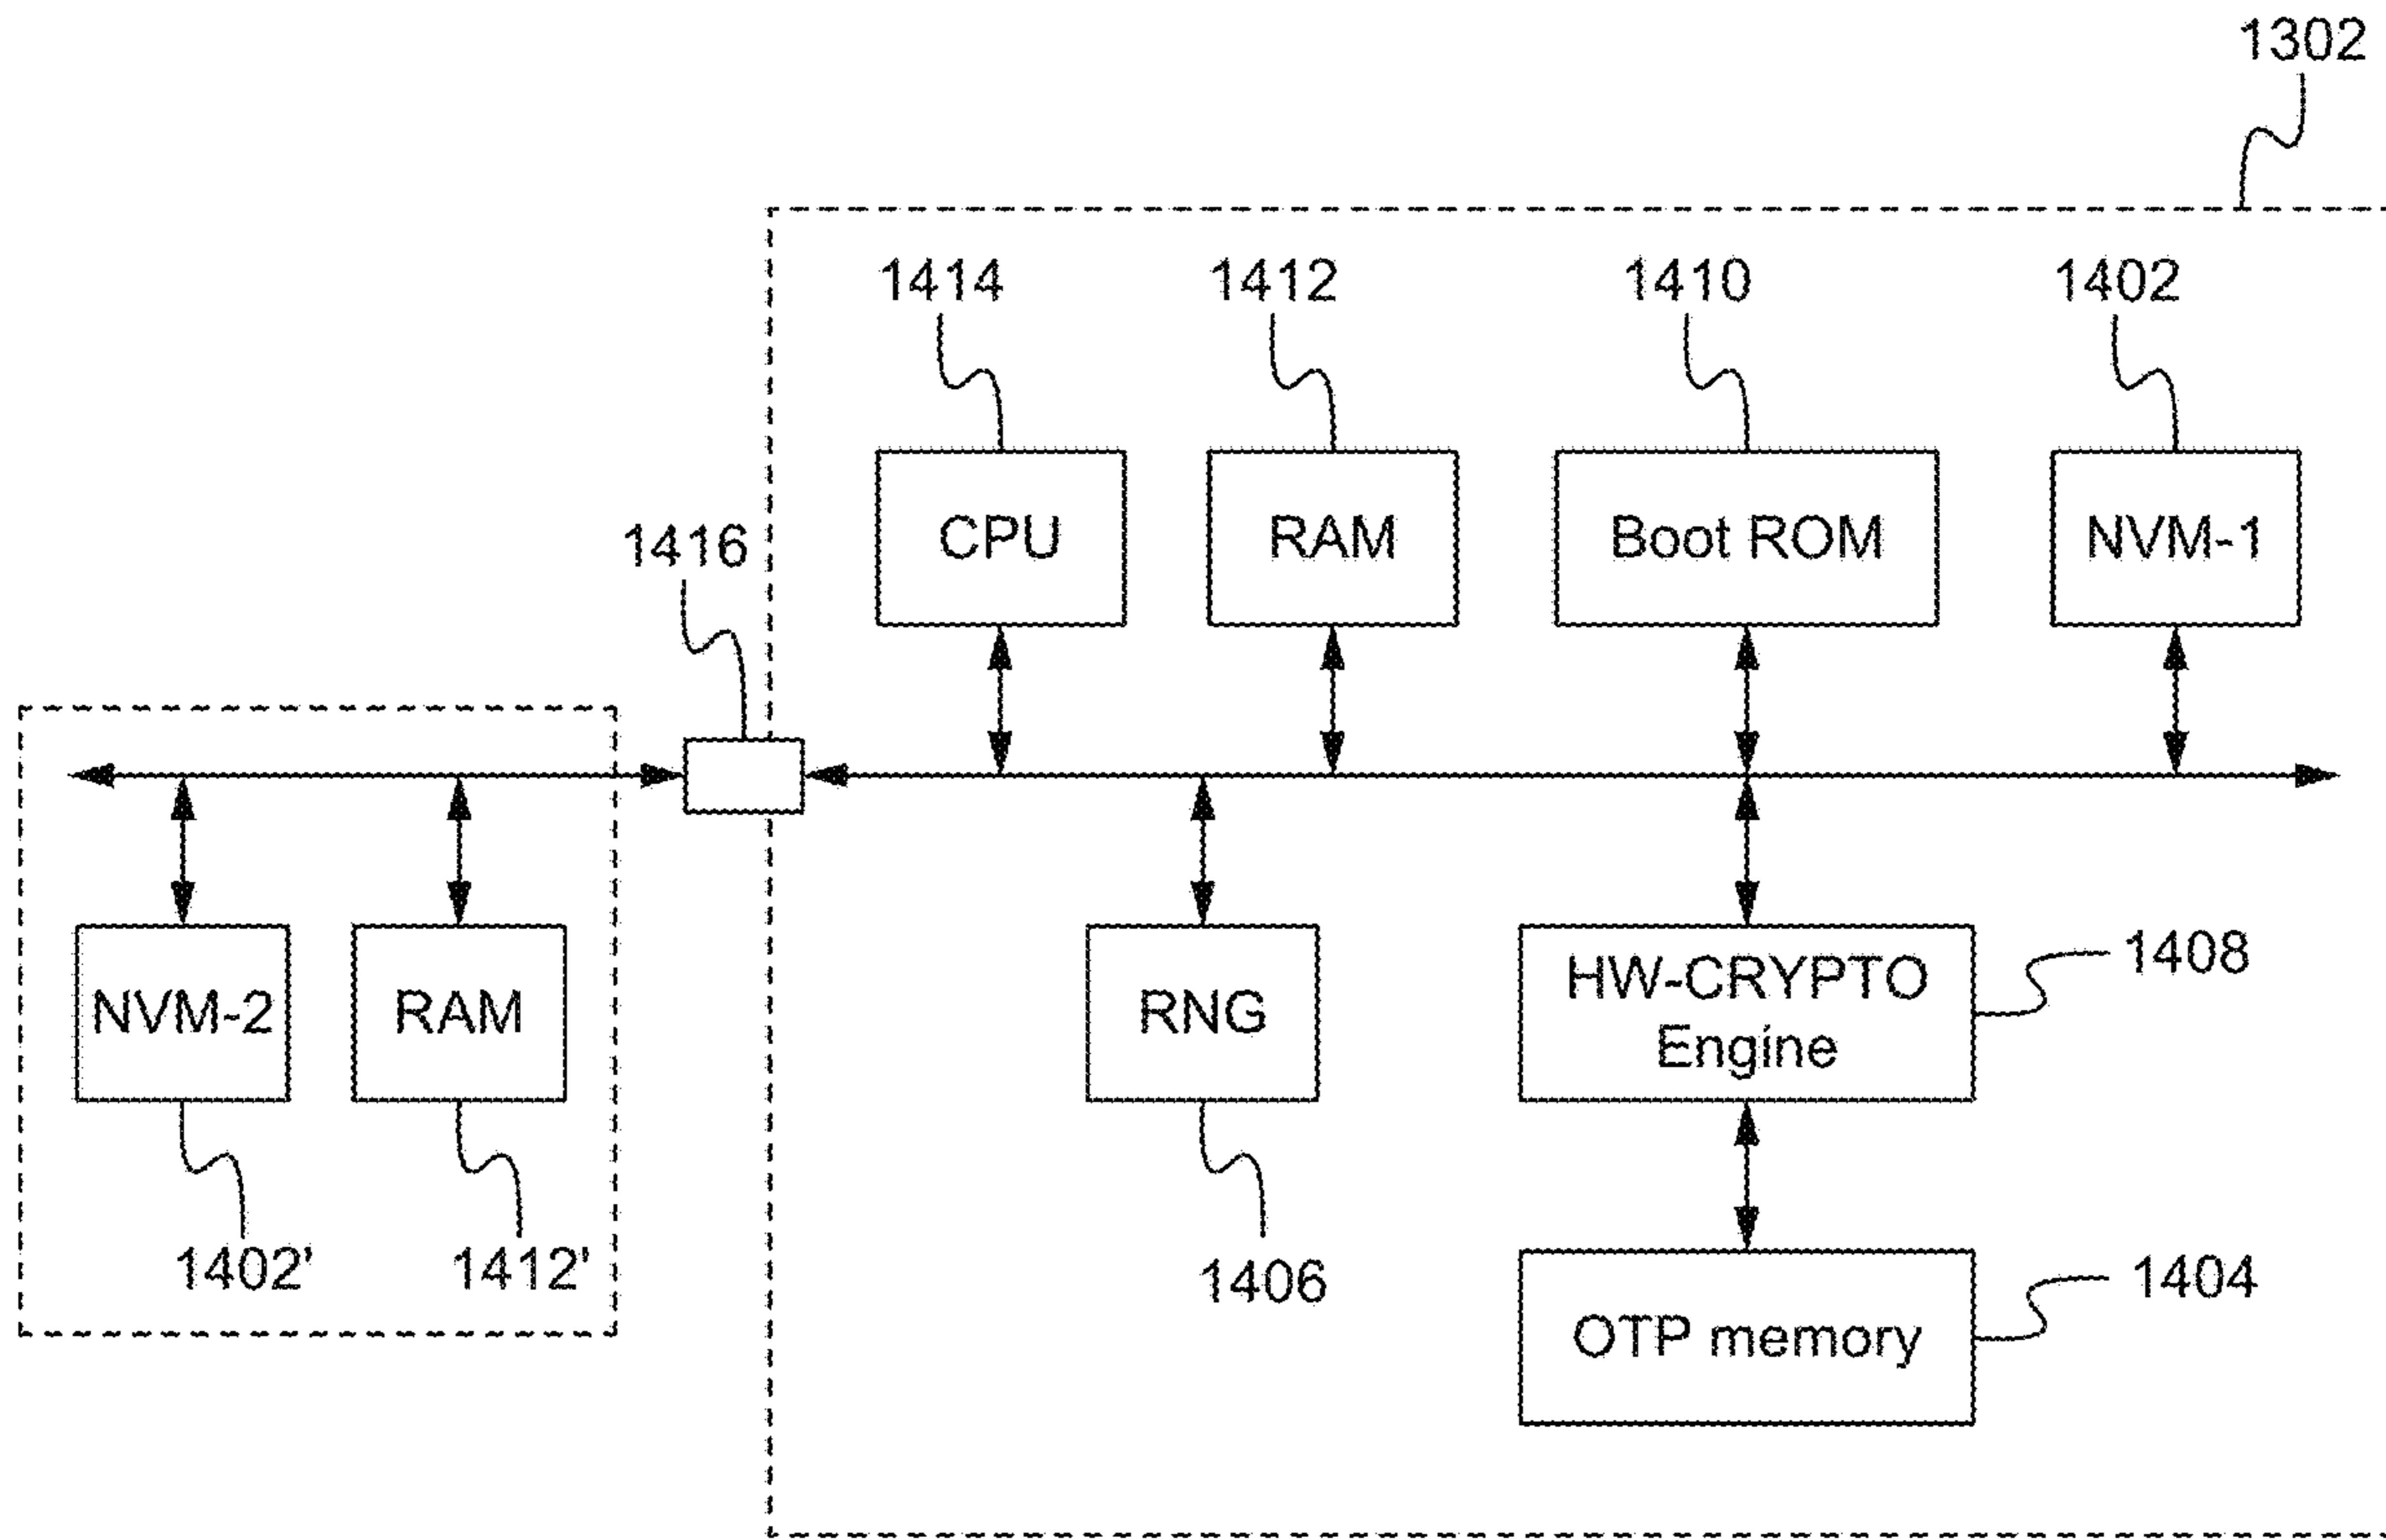 1302
1414
1412
1410
1402
CPU
RAM
Boot ROM
NVM-1
1416
NVM-2
RAM
RNG
HW-CRYPTO
Engine
1408
1402'
1412'
1406
OTP memory
1404